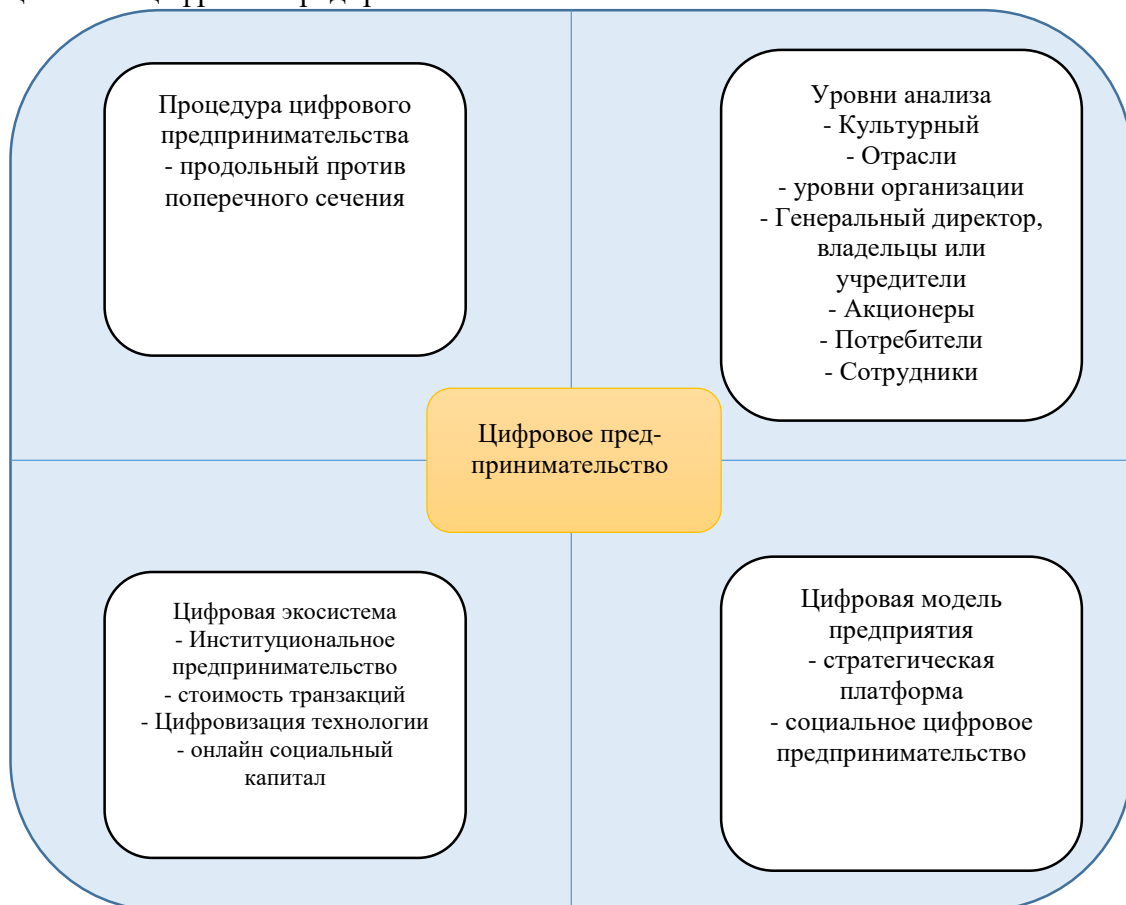 Процедура цифрового
предпринимательства
- продольный против
поперечного сечения
Уровни анализа
- Культурный
- Отрасли
- уровни организации
- Генеральный директор,
владельцы или
учредители
- Акционеры
- Потребители
- Сотрудники
Цифровое пред-
принимательство
Цифровая экосистема
- Институциональное
предпринимательство
- стоимость транзакций
- Цифровизация технологии
- онлайн социальный
капитал
Цифровая модель
предприятия
- стратегическая
платформа
- социальное цифровое
предпринимательство